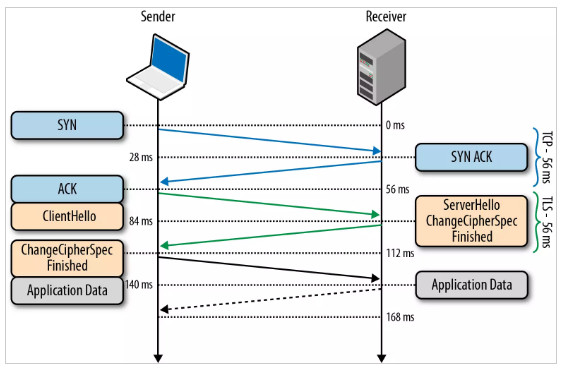 Sender
Receiver
SYN
0 ms
28 ms
SYN ACK
TCP - 56 ms
ACK
56 ms
ClientHello
84 ms
ServerHello
ChangeCipherSpec
Finished
TLS - 56 ms
ChangeCipherSpec
Finished
112 ms
Application Data
140 ms
Application Data
168 ms